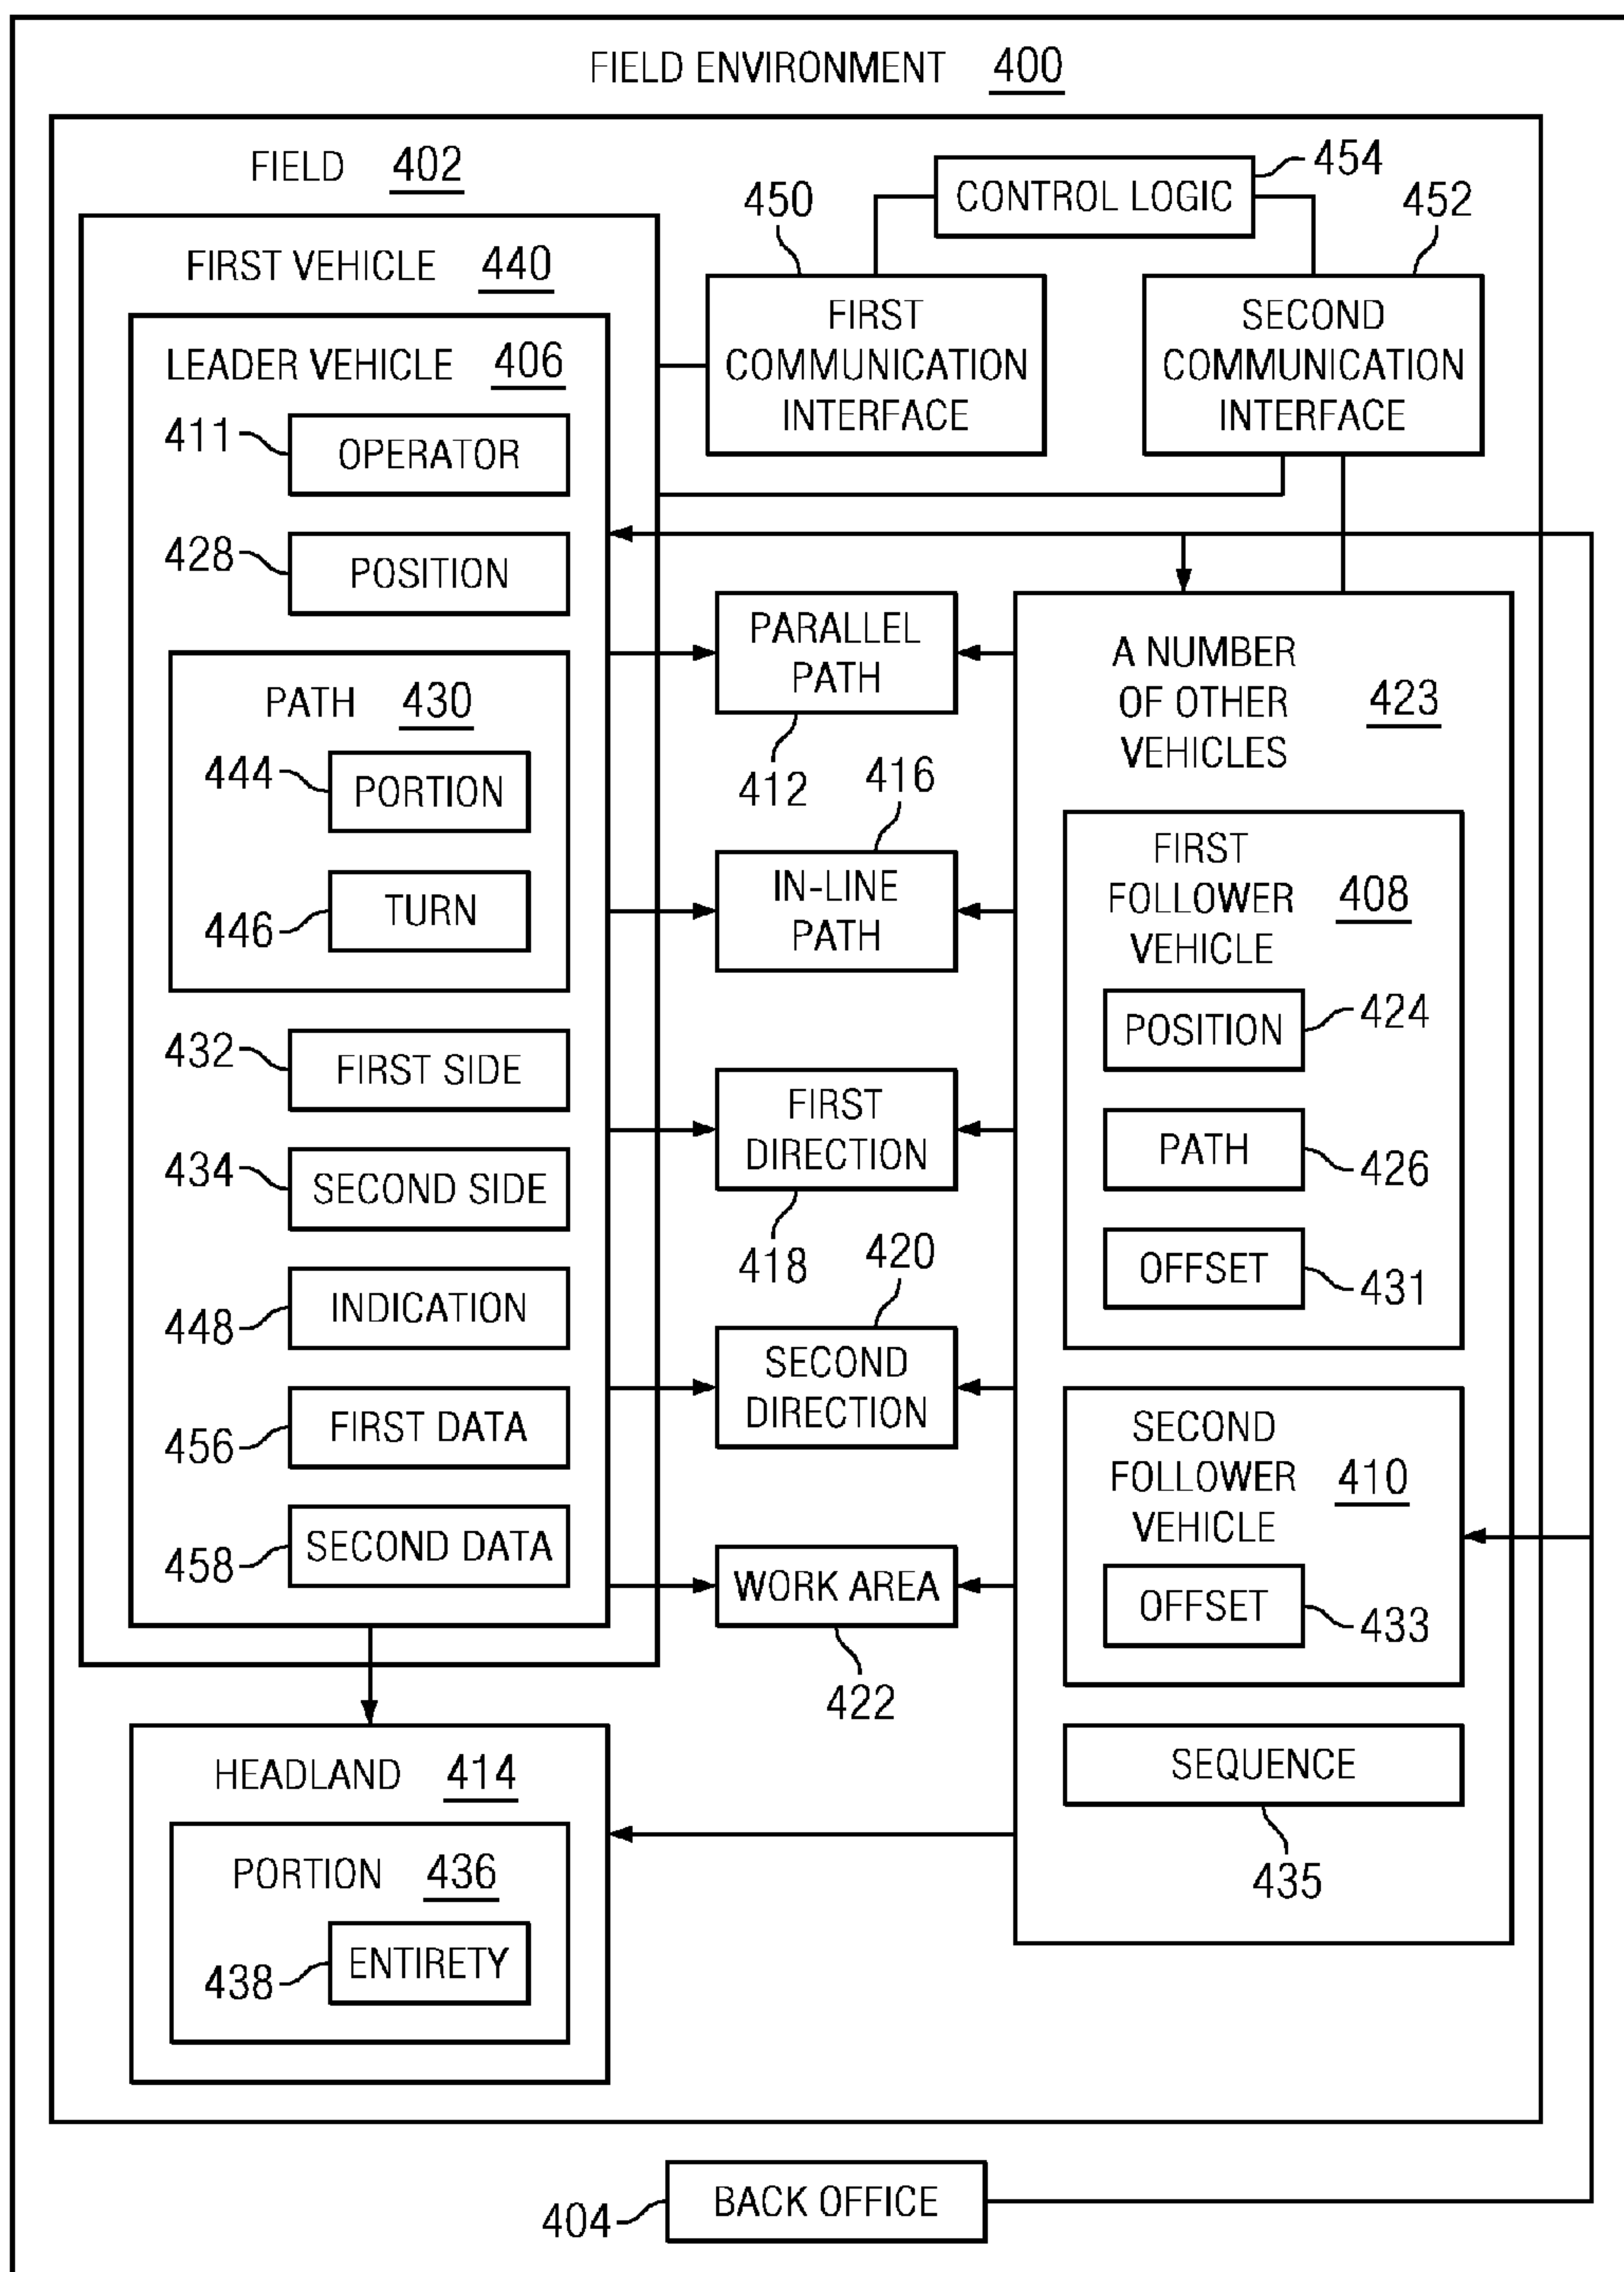 FIELD ENVIRONMENT 400
FIELD 402
454
CONTROL LOGIC
450
452
FIRST VEHICLE 440
FIRST
COMMUNICATION
INTERFACE
SECOND
COMMUNICATION
INTERFACE
LEADER VEHICLE 406
411
OPERATOR
428
POSITION
PATH 430
444
PORTION
446
TURN
432
FIRST SIDE
434
SECOND SIDE
448
INDICATION
456
FIRST DATA
458
SECOND DATA
PARALLEL
PATH
412
416
IN-LINE
PATH
FIRST
DIRECTION
418
420
SECOND
DIRECTION
WORK AREA
422
A NUMBER
OF OTHER
VEHICLES
423
FIRST
FOLLOWER
VEHICLE
408
POSITION
424
PATH
426
OFFSET
431
SECOND
FOLLOWER
VEHICLE
410
OFFSET
433
SEQUENCE
435
HEADLAND 414
PORTION 436
438
ENTIRETY
404
BACK OFFICE